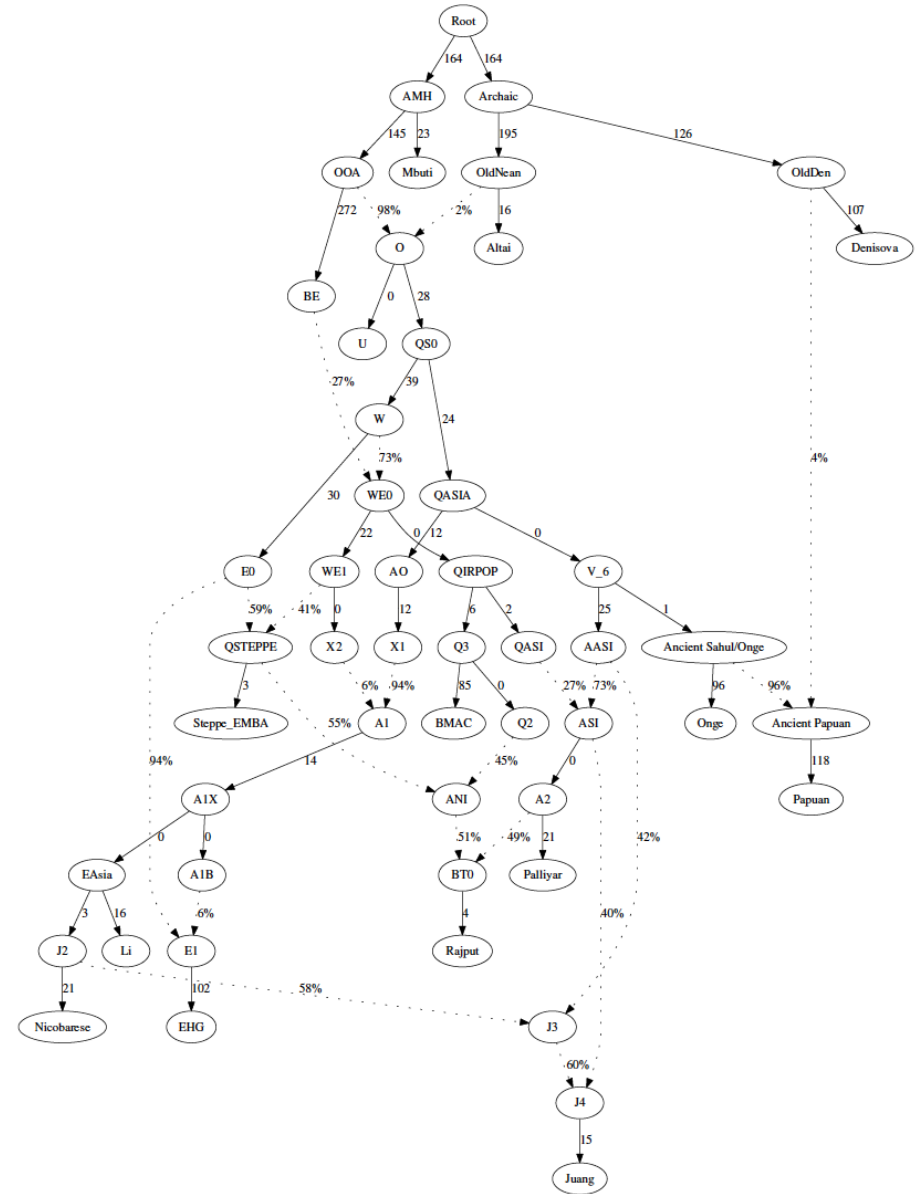 Root
164 164
AMH Archaic
145 23 195 126
OOA Mbuti OldNean OldDen
272 98% 2% 16 107
O Altai Denisova
BE 0 28
U QS0
27% 39
W 24
73% 4%
30 WE0 QASIA
22 0 12 0
E0 WE1 AO QIRPOP V_6
59% 41% 0 12 6 2 25 1
QSTEPPE X2 X1 Q3 QASI AASI Ancient Sahul/Onge
3 6% 94% 85 0 27% 73% 96 96%
Steppe_EMBA A1 BMAC Q2 ASI Onge Ancient Papuan
55%
94% 14 45% 0 118
A1X ANI A2 Papuan
0 0 51% 49% 21 42%
EAsia A1B BT0 Palliyar
3 16 6% 4 40%
J2 Li E1 Rajput
21 102 58%
Nicobarese EHG J3
60%
J4
15
Juang